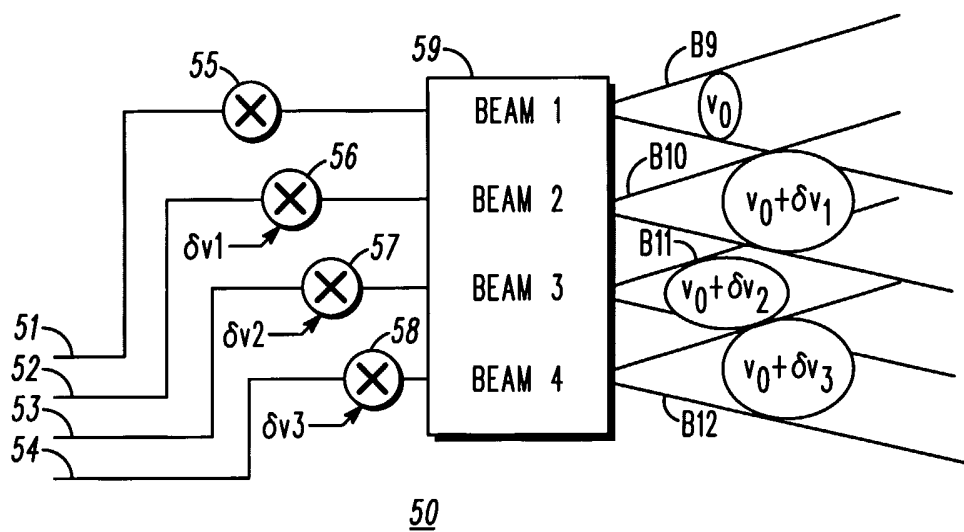 55
59
B9
BEAM 1
v₀
56
B10
BEAM 2
v₀+δv₁
δv1
57
B11
BEAM 3
v₀+δv₂
51
δv2
58
52
BEAM 4
v₀+δv₃
53
δv3
B12
54
50